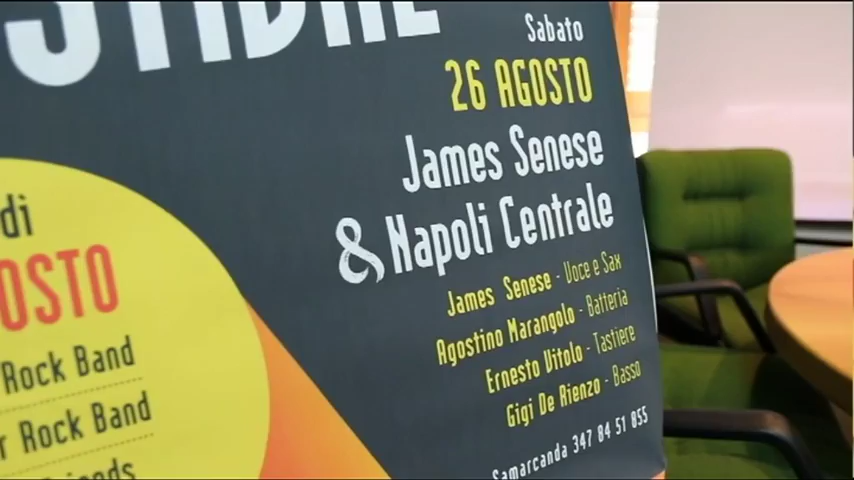 Sabato
26 AGOSTO
James Senese
& Napoli Centrale
James Senese - Voce e Sax
Agostino Marangolo - Batteria
Ernesto Vitolo - Tastiere
Gigi De Rienzo - Basso
Samarcanda 347 84 51 855
di
OSTO
Rock Band
r Rock Band